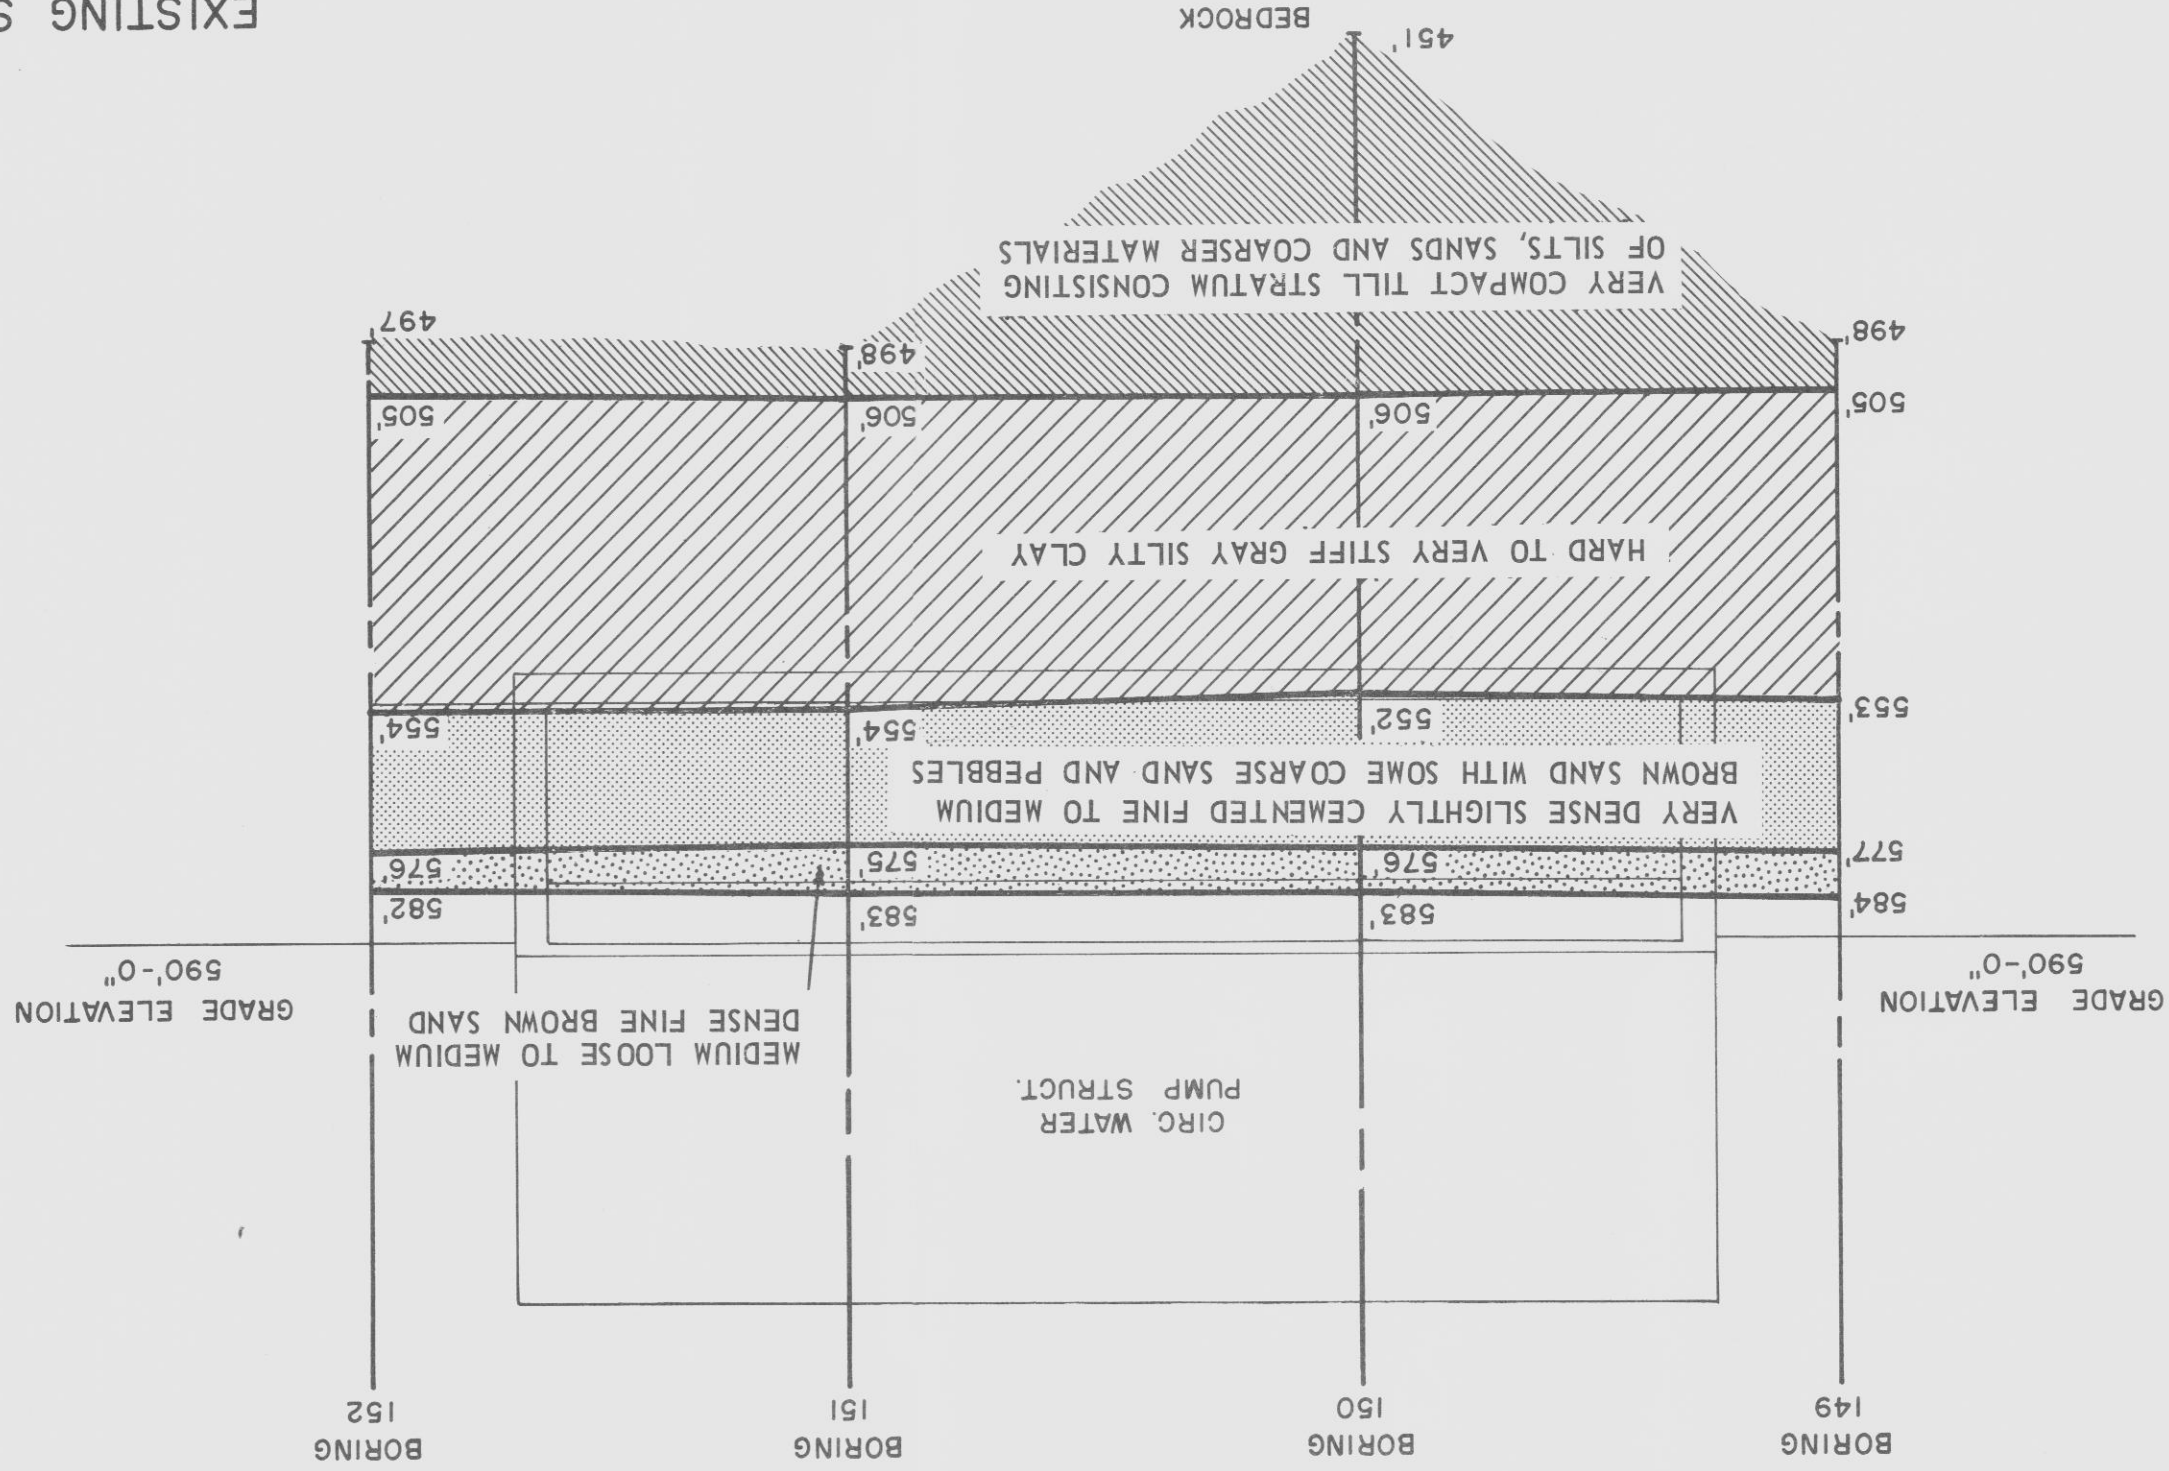 BORING
149
BORING
150
BORING
151
BORING
152
CIRC. WATER
PUMP STRUCT.
MEDIUM LOOSE TO MEDIUM
DENSE FINE BROWN SAND
GRADE ELEVATION
590'-0"
GRADE ELEVATION
590'-0"
584'
583'
583'
582'
577'
576'
575'
576'
VERY DENSE SLIGHTLY CEMENTED FINE TO MEDIUM
BROWN SAND WITH SOME COARSE SAND AND PEBBLES
553'
552'
554'
554'
HARD TO VERY STIFF GRAY SILTY CLAY
505'
506'
506'
505'
498'
498'
497'
VERY COMPACT TILL STRATUM CONSISTING
OF SILTS, SANDS AND COARSER MATERIALS
451'
BEDROCK
EXISTING S